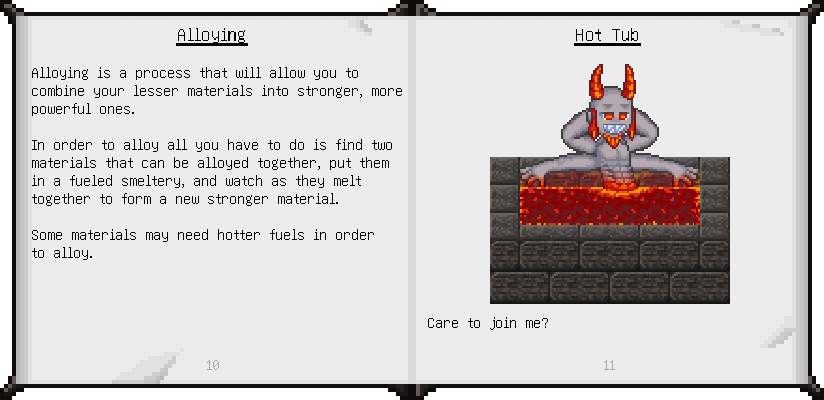 Alloying
Alloying is a process that will allow you to
combine your lesser materials into stronger, more
powerful ones.
In order to alloy all you have to do is find two
materials that can be alloyed together, put them
in a fueled smeltery, and watch as they melt
together to form a new stronger material.
Some materials may need hotter fuels in order
to alloy.
10
Hot Tub
Care to join me?
11